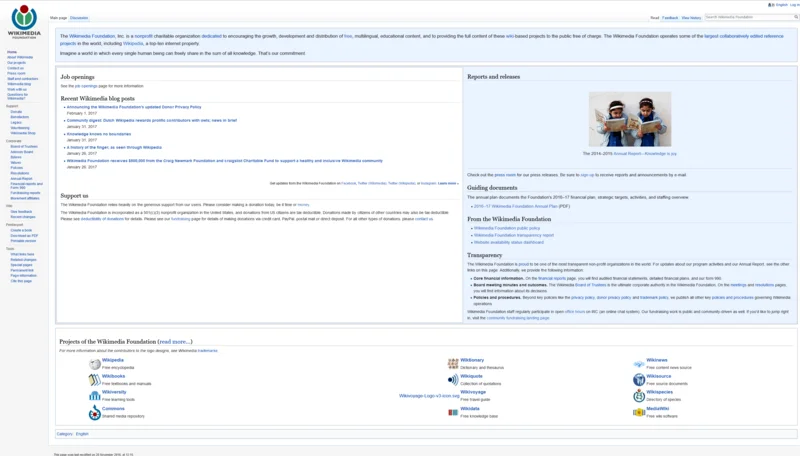 English Log in
WIKIMEDIA
FOUNDATION
Main page Discussion
Read Feedback View history Search Wikimedia Foundation
The Wikimedia Foundation, Inc. is a nonprofit charitable organization dedicated to encouraging the growth, development and distribution of free, multilingual, educational content, and to providing the full content of these wiki-based projects to the public free of charge. The Wikimedia Foundation operates some of the largest collaboratively edited reference
projects in the world, including Wikipedia, a top-ten internet property.
Imagine a world in which every single human being can freely share in the sum of all knowledge. That's our commitment.
Home
About Wikimedia
Our projects
Contact us
Press room
Staff and contractors
Wikimedia blog
Work with us
Questions for
Wikimedia?
Support
Donate
Benefactors
Legacy
Volunteering
Wikimedia Shop
Corporate
Board of Trustees
Advisory Board
Bylaws
Values
Policies
Resolutions
Annual Report
Financial reports and
Form 990
Fundraising reports
Movement affiliates
Wiki
View feedback
Recent changes
Print/export
Create a book
Download as PDF
Printable version
Tools
What links here
Related changes
Special pages
Permanent link
Page information
Cite this page
Job openings
See the job openings page for more information.
Recent Wikimedia blog posts
Announcing the Wikimedia Foundation's updated Donor Privacy Policy
February 1, 2017
Community digest: Dutch Wikipedia rewards prolific contributors with owls; news in brief
January 31, 2017
Knowledge knows no boundaries
January 31, 2017
A history of the finger, as seen through Wikipedia
January 26, 2017
Wikimedia Foundation receives $500,000 from the Craig Newmark Foundation and craigslist Charitable Fund to support a healthy and inclusive Wikimedia community
January 26, 2017
Get updates from the Wikimedia Foundation on Facebook, Twitter (Wikimedia), Twitter (Wikipedia), or Instagram. Learn more »
Support us
The Wikimedia Foundation relies heavily on the generous support from our users. Please consider making a donation today, be it time or money.
The Wikimedia Foundation is incorporated as a 501(c)(3) nonprofit organization in the United States, and donations from US citizens are tax deductible. Donations made by citizens of other countries may also be tax deductible.
Please see deductibility of donations for details. Please see our fundraising page for details of making donations via credit card, PayPal, postal mail or direct deposit. For all other types of donations, please contact us.
Reports and releases
The 2014–2015 Annual Report – Knowledge is joy.
Check out the press room for our press releases. Be sure to sign up to receive reports and announcements by e-mail.
Guiding documents
The annual plan documents the Foundation's 2016–17 financial plan, strategic targets, activities, and staffing overview.
2016–17 Wikimedia Foundation Annual Plan (PDF)
From the Wikimedia Foundation
Wikimedia Foundation public policy
Wikimedia Foundation transparency report
Website availability status dashboard
Transparency
The Wikimedia Foundation is proud to be one of the most transparent non-profit organizations in the world. For updates about our program activities and our Annual Report, see the other
links on this page. Additionally, we provide the following information:
Core financial information. On the financial reports page, you will find audited financial statements, detailed financial plans, and our form 990.
Board meeting minutes and outcomes. The Wikimedia Board of Trustees is the ultimate corporate authority in the Wikimedia Foundation. On the meetings and resolutions pages,
you will find information about its decisions.
Policies and procedures. Beyond key policies like the privacy policy, donor privacy policy, and trademark policy, we publish all other key policies and procedures governing Wikimedia
operations.
Wikimedia Foundation staff regularly participate in open office hours on IRC (an online chat system). Our fundraising work is public and community driven as well. If you'd like to jump right
in, visit the community fundraising landing page.
Projects of the Wikimedia Foundation (read more...)
For more information about the contributors to the logo designs, see Wikimedia trademarks.
Wikipedia
Free encyclopedia
Wiktionary
Dictionary and thesaurus
Wikinews
Free content news source
Wikibooks
Free textbooks and manuals
Wikiquote
Collection of quotations
Wikisource
Free source documents
Wikiversity
Free learning tools
Wikivoyage-Logo-v3-icon.svg
Wikivoyage
Free travel guide
Wikispecies
Directory of species
Commons
Shared media repository
Wikidata
Free knowledge base
MediaWiki
Free wiki software
Category: English